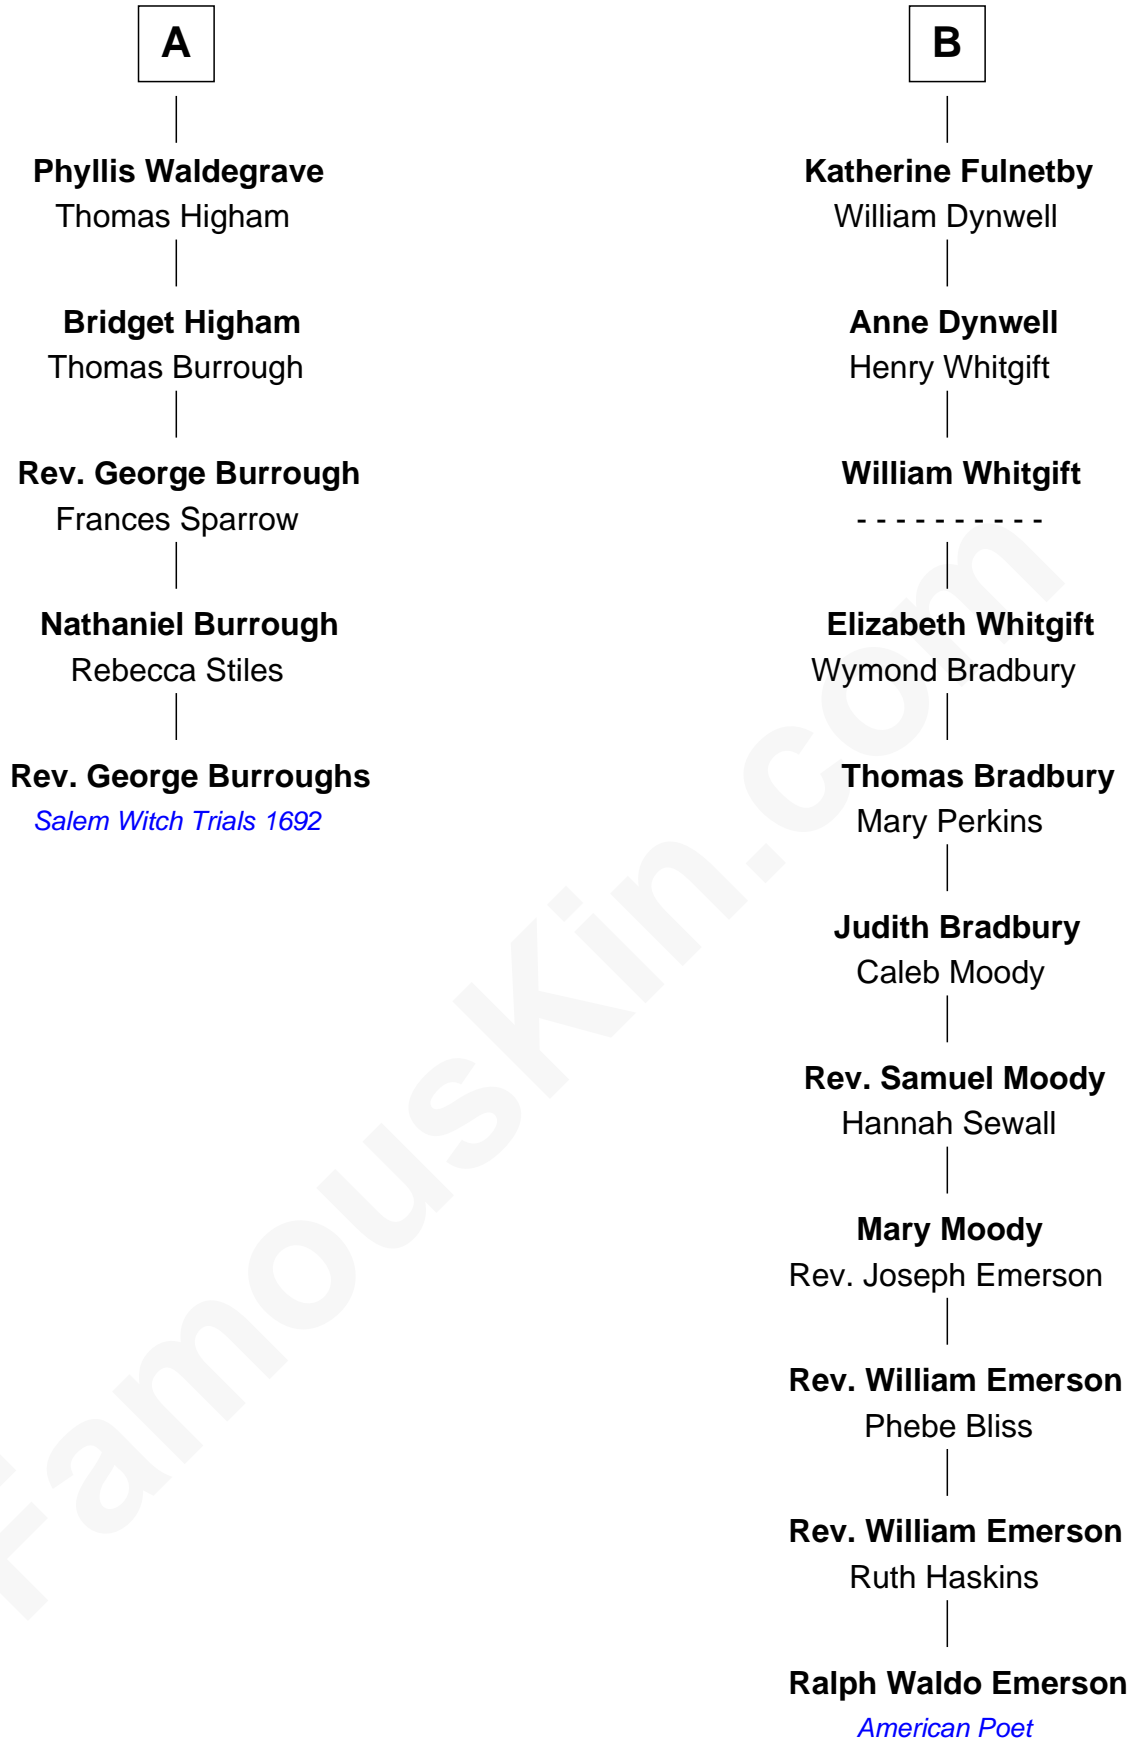 A
Phyllis Waldegrave
Thomas Higham
Bridget Higham
Thomas Burrough
Rev. George Burrough
Frances Sparrow
Nathaniel Burrough
Rebecca Stiles
Rev. George Burroughs
Salem Witch Trials 1692
B
Katherine Fulnetby
William Dynwell
Anne Dynwell
Henry Whitgift
William Whitgift
- - - - - - - - - -
Elizabeth Whitgift
Wymond Bradbury
Thomas Bradbury
Mary Perkins
Judith Bradbury
Caleb Moody
Rev. Samuel Moody
Hannah Sewall
Mary Moody
Rev. Joseph Emerson
Rev. William Emerson
Phebe Bliss
Rev. William Emerson
Ruth Haskins
Ralph Waldo Emerson
American Poet
FamousKin.com